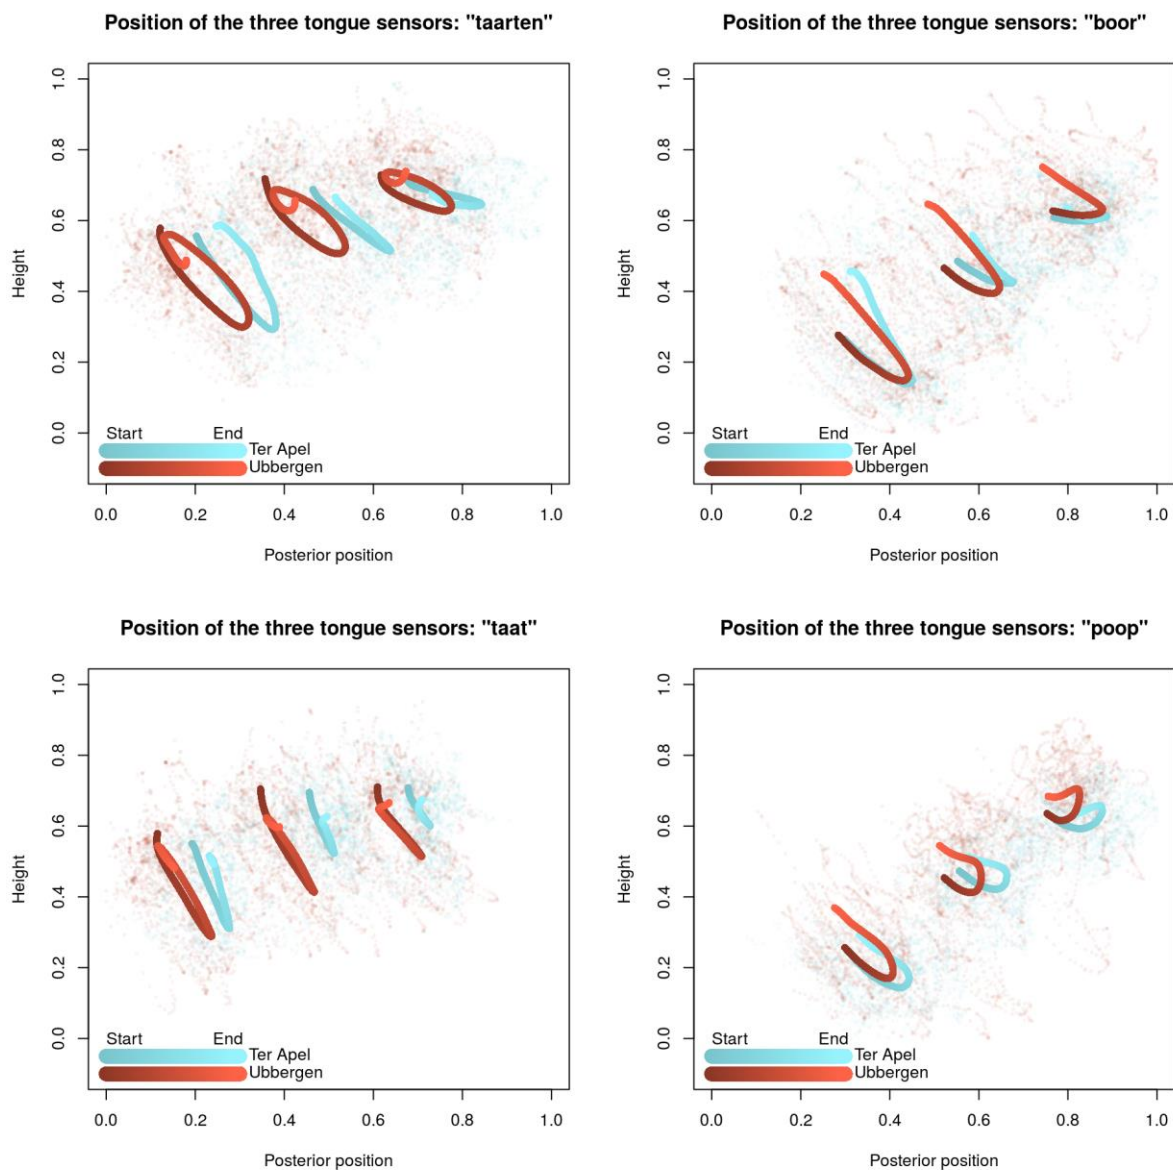 Position of the three tongue sensors: "taarten"
Height
1.0
0.8
0.6
0.4
0.2
0.0
Start End
Ter Apel
Ubbergen
0.0 0.2 0.4 0.6 0.8 1.0
Posterior position
Position of the three tongue sensors: "boor"
Height
1.0
0.8
0.6
0.4
0.2
0.0
Start End
Ter Apel
Ubbergen
0.0 0.2 0.4 0.6 0.8 1.0
Posterior position
Position of the three tongue sensors: "taat"
Height
1.0
0.8
0.6
0.4
0.2
0.0
Start End
Ter Apel
Ubbergen
0.0 0.2 0.4 0.6 0.8 1.0
Posterior position
Position of the three tongue sensors: "poop"
Height
1.0
0.8
0.6
0.4
0.2
0.0
Start End
Ter Apel
Ubbergen
0.0 0.2 0.4 0.6 0.8 1.0
Posterior position